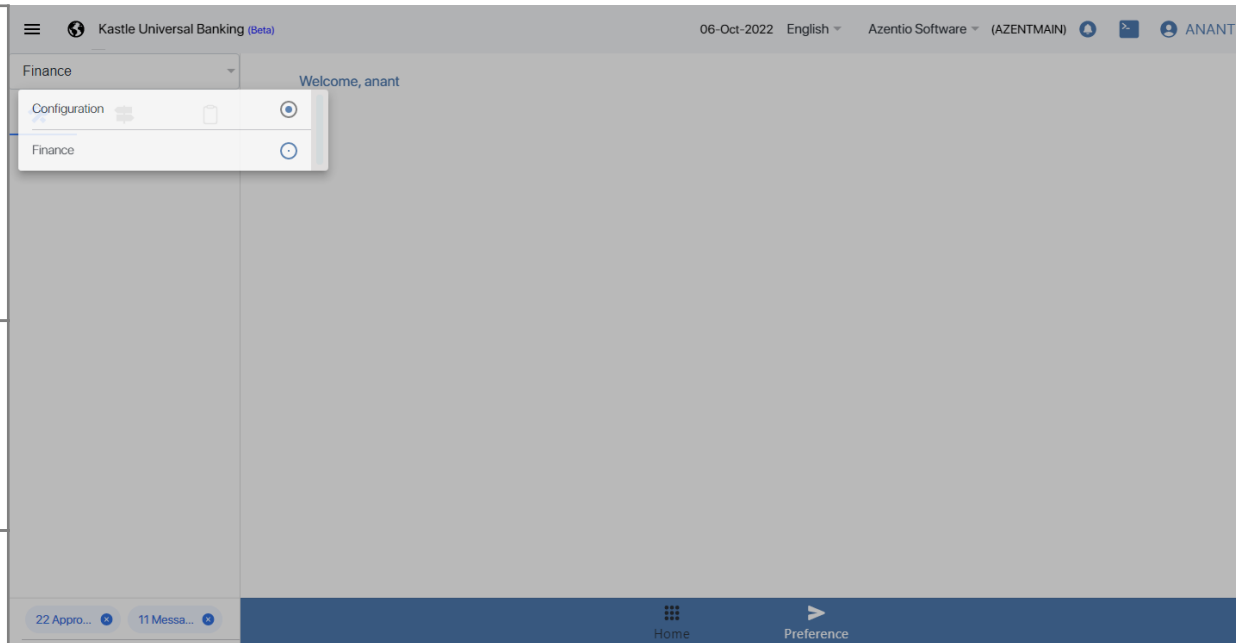 Kastle Universal Banking (Beta) 06-Oct-2022 English Azentio Software (AZENTMAIN) ANANT
Finance
Welcome, anant
Configuration
Finance
22 Appro... 11 Messa...
Home Preference